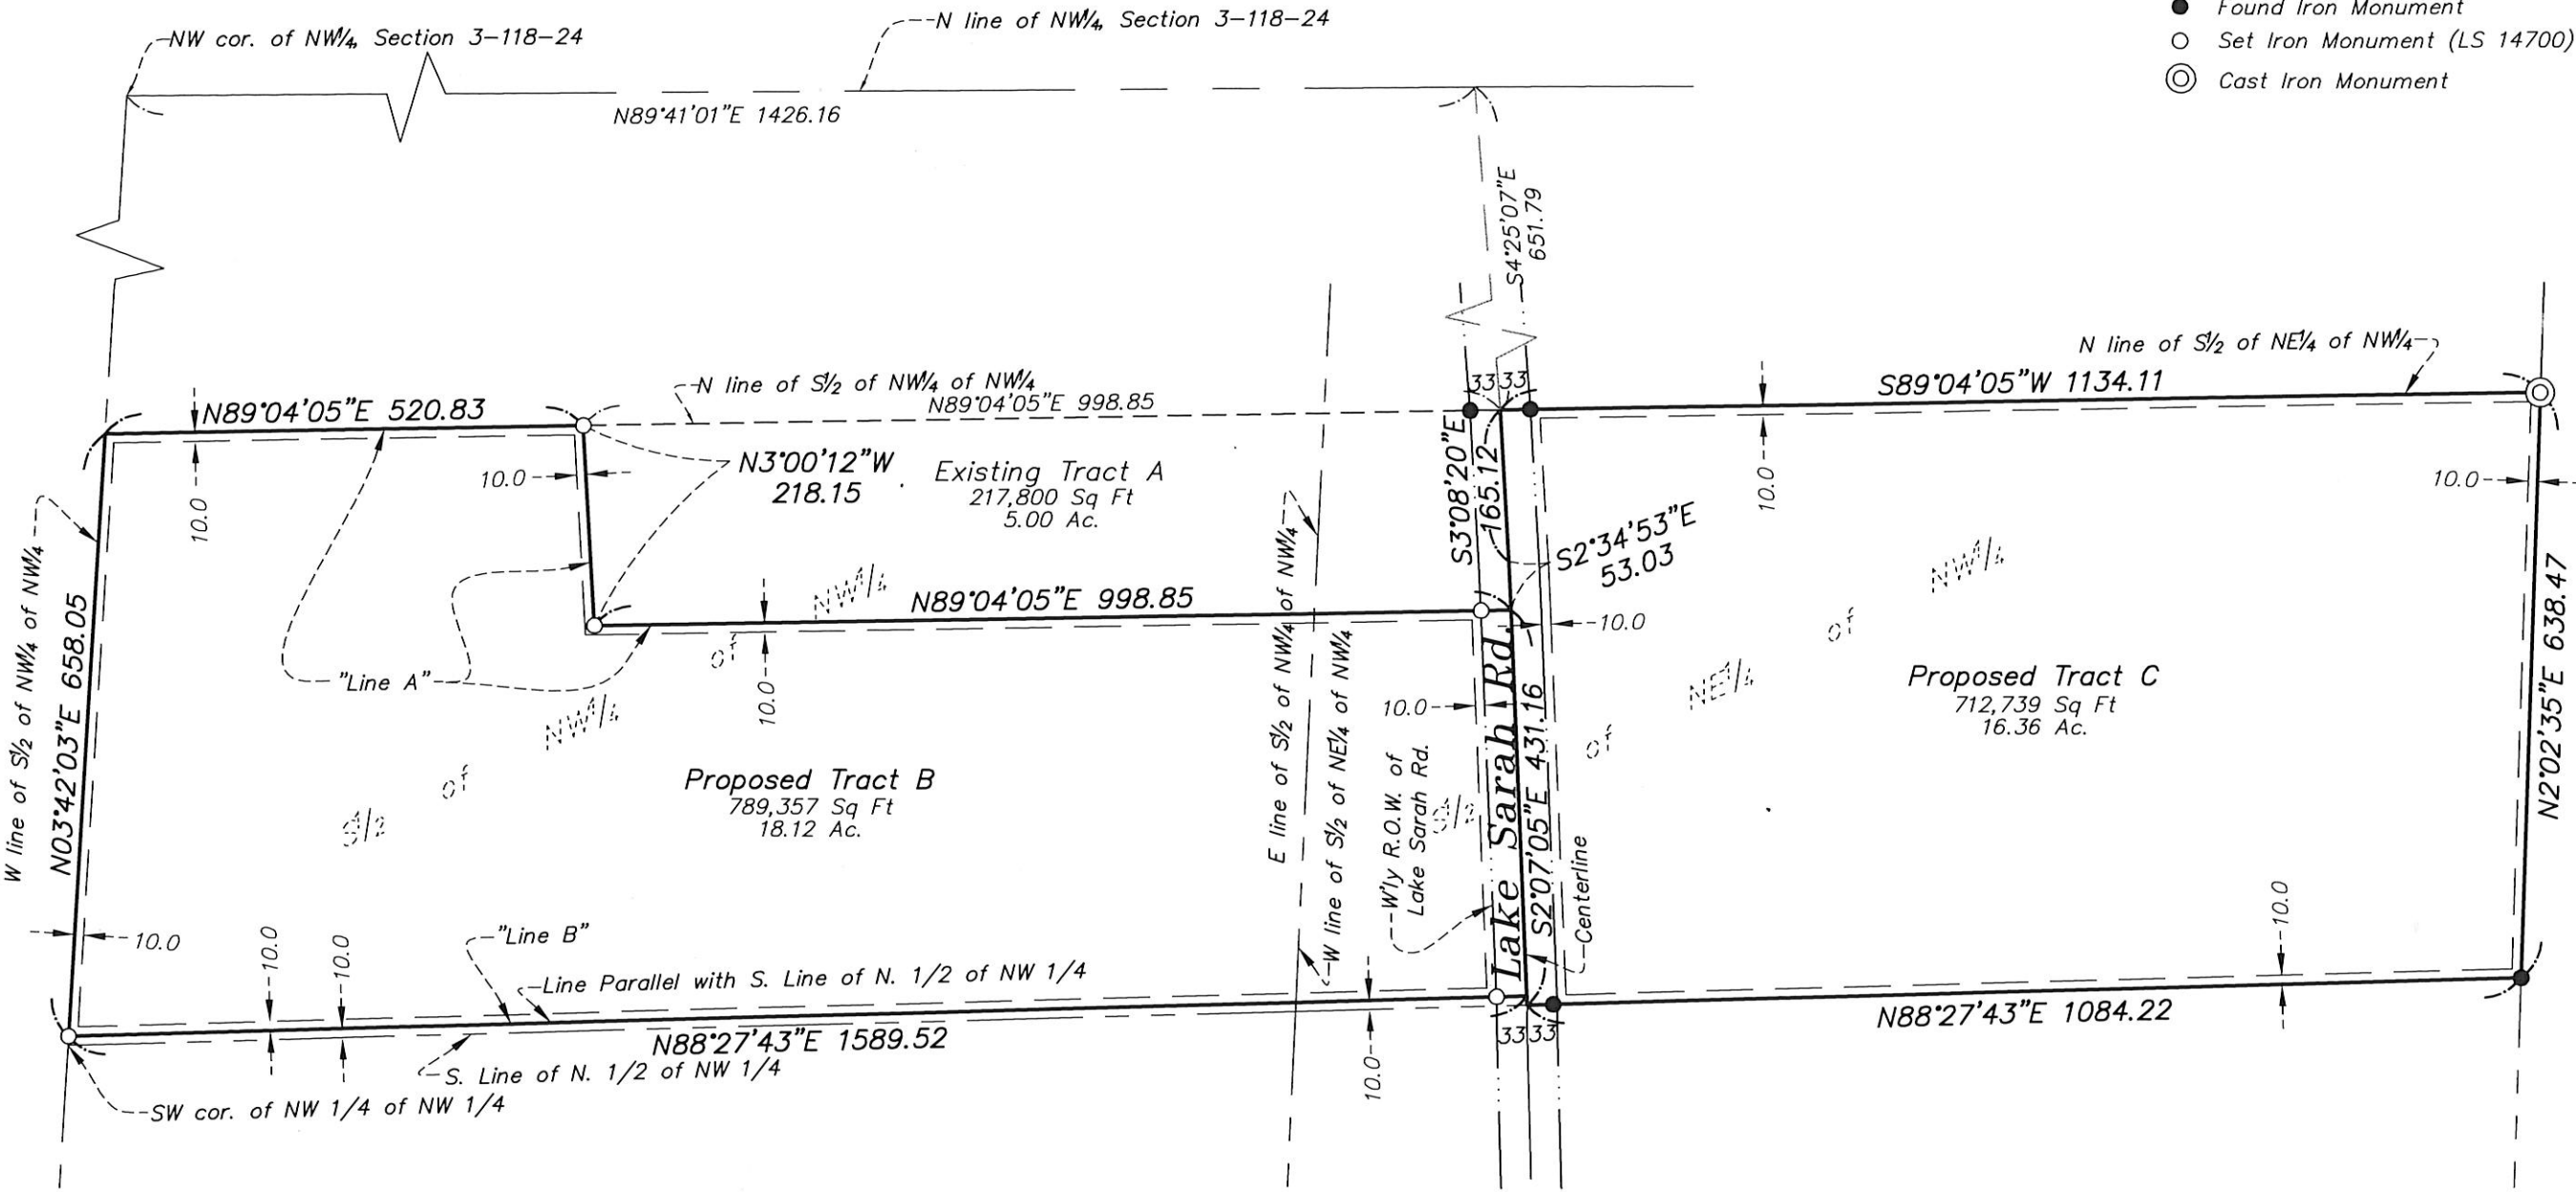 Found Iron Monument
Set Iron Monument (LS 14700)
Cast Iron Monument
NW cor. of NW1/4, Section 3-118-24
N line of NW1/4, Section 3-118-24
N89°41'01"E 1426.16
S4°25'07"E
651.79
N line of S1/2 of NE1/4 of NW1/4
S89°04'05"W 1134.11
N line of S1/2 of NW1/4 of NW1/4
N89°04'05"E 998.85
33 33
N89°04'05"E 520.83
10.0
10.0
N3°00'12"W
218.15
Existing Tract A
217,800 Sq Ft
5.00 Ac.
S3°08'20"E
165.12
S2°34'53"E
53.03
10.0
10.0
10.0
W line of S1/2 of NW1/4 of NW1/4
N03°42'03"E 658.05
"Line A"
N89°04'05"E 998.85
10.0
S1/2 of NW1/4 of NW1/4
Proposed Tract B
789,357 Sq Ft
18.12 Ac.
E line of S1/2 of NW1/4 of NW1/4
W line of S1/2 of NE1/4 of NW1/4
W'ly R.O.W. of
Lake Sarah Rd.
10.0
Lake Sarah Rd.
S2°07'05"E 431.16
Centerline
S1/2 of NE1/4 of NW1/4
Proposed Tract C
712,739 Sq Ft
16.36 Ac.
N2°02'35"E 638.47
10.0
10.0
10.0
"Line B"
Line Parallel with S. Line of N. 1/2 of NW 1/4
N88°27'43"E 1589.52
S. Line of N. 1/2 of NW 1/4
SW cor. of NW 1/4 of NW 1/4
10.0
33 33
10.0
N88°27'43"E 1084.22